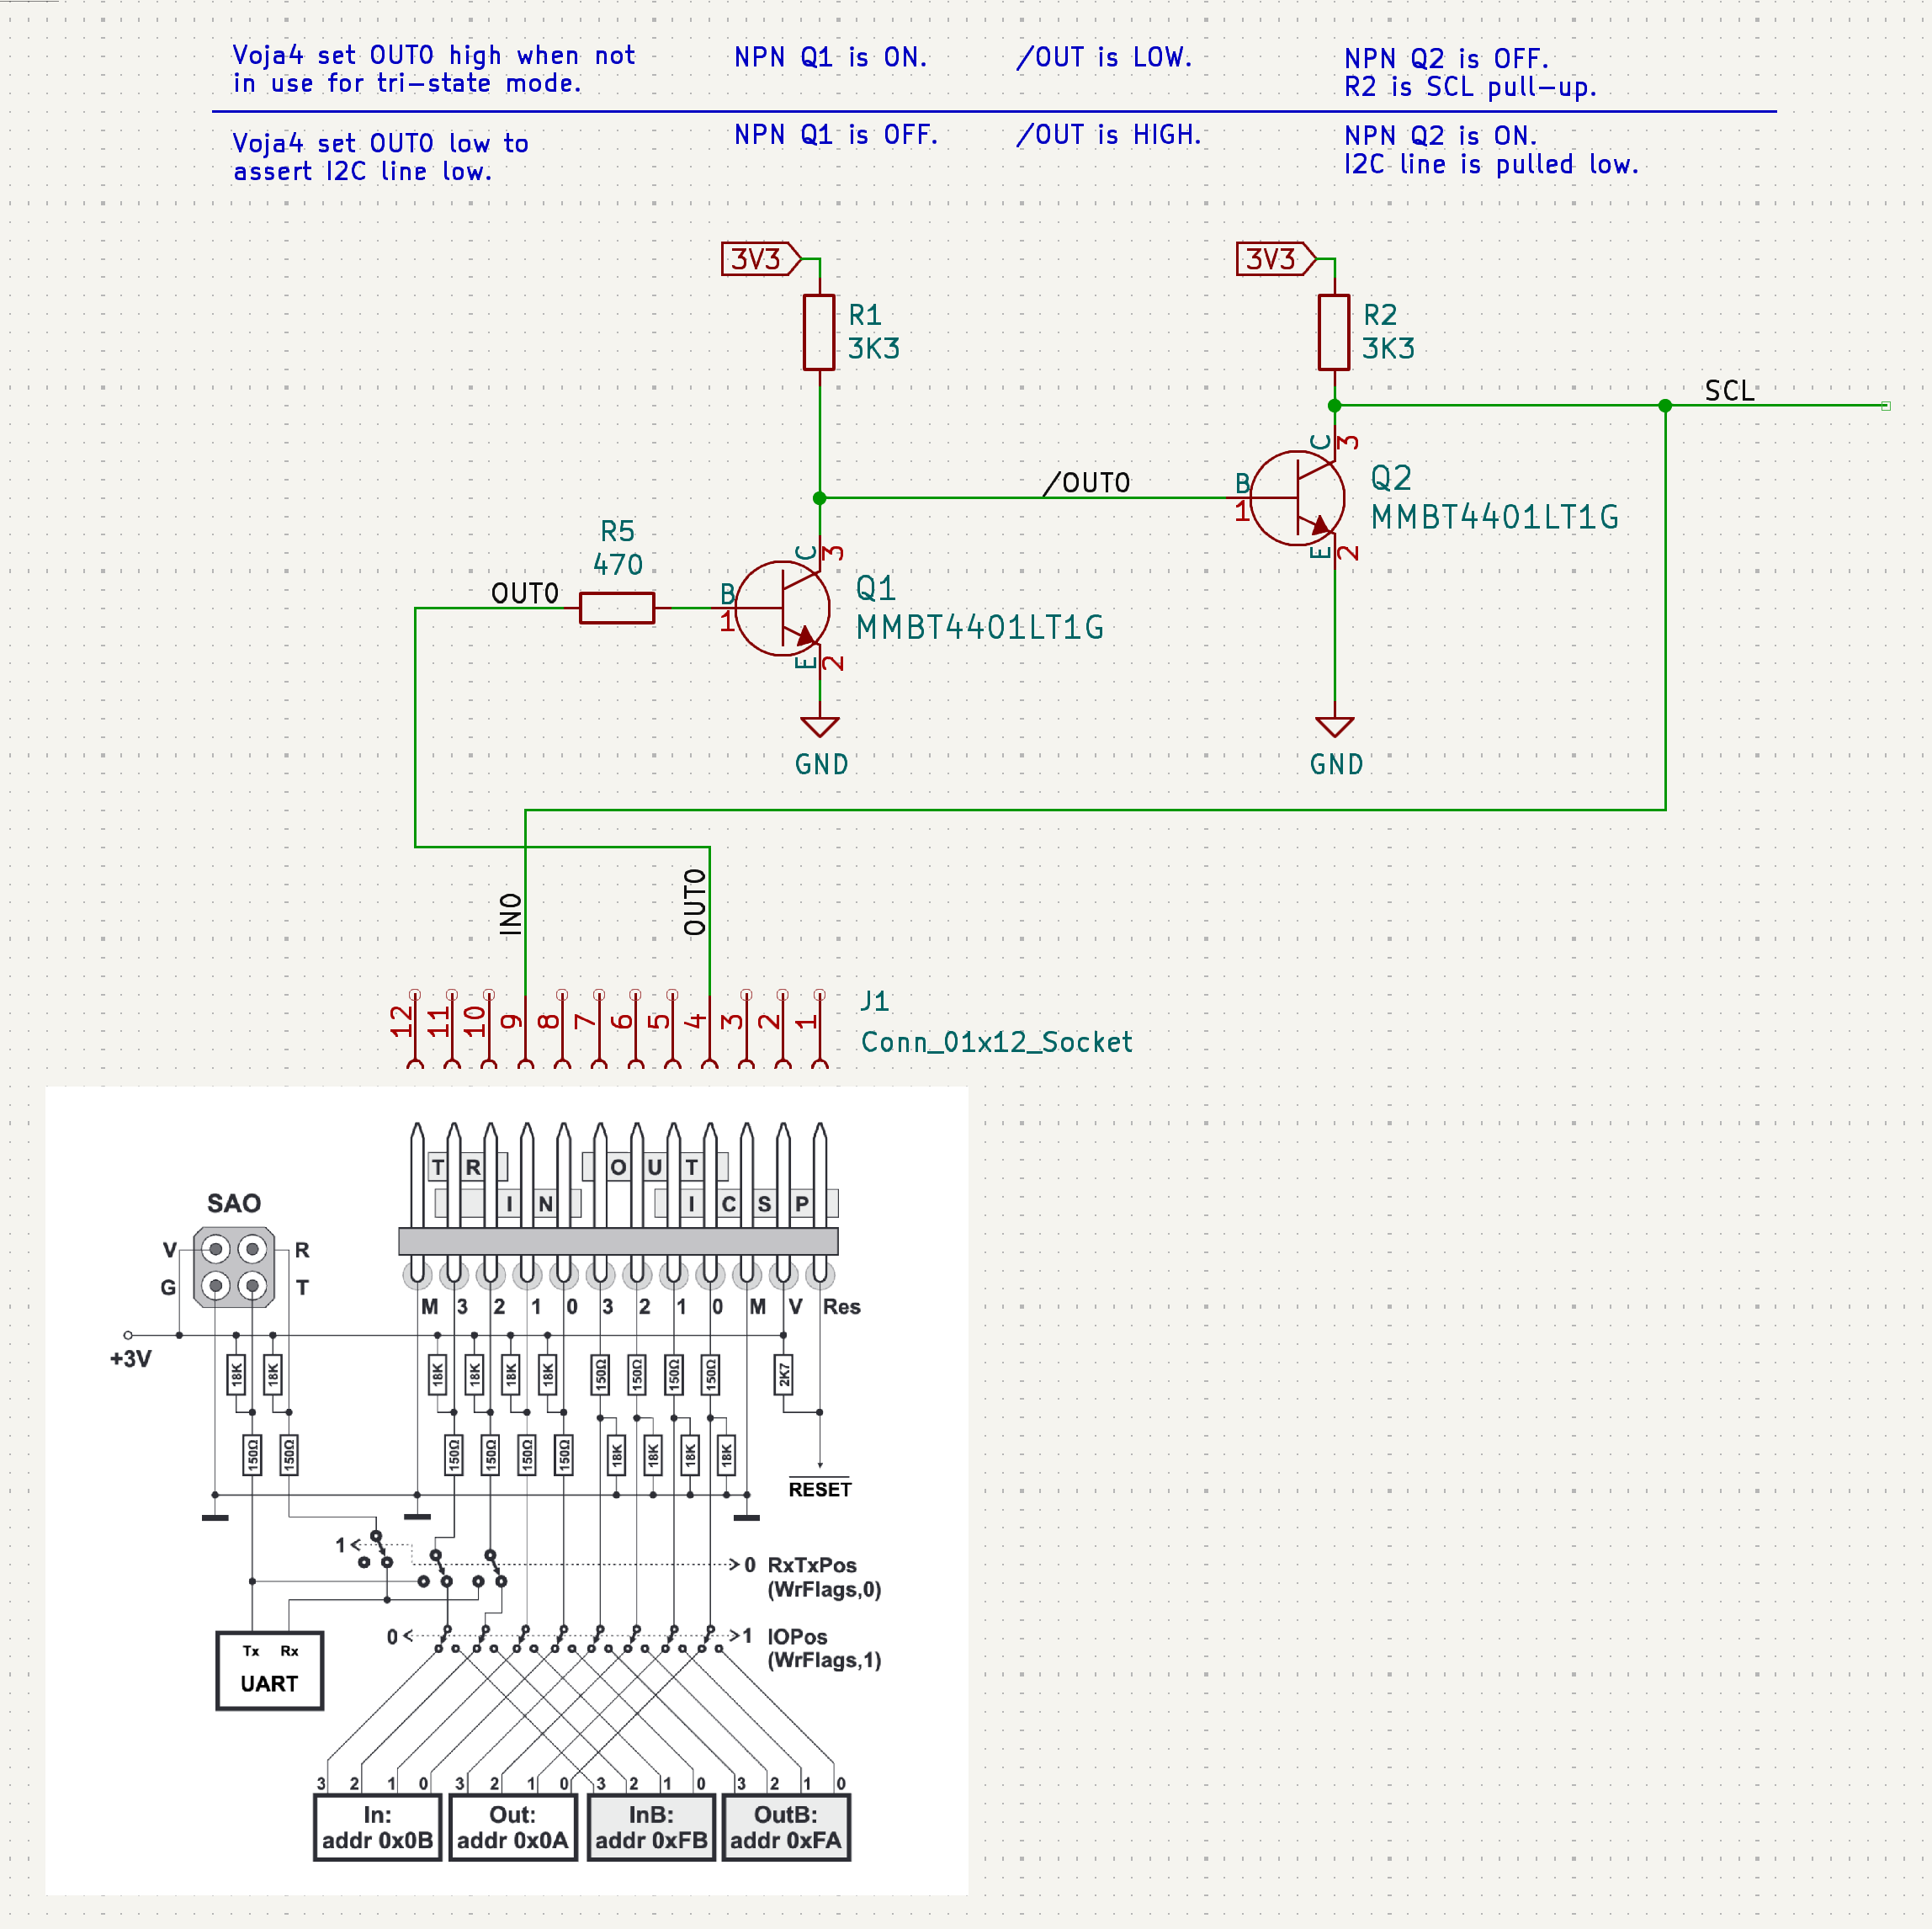 Voja4 set OUT0 high when not
in use for tri-state mode.
NPN Q1 is ON.
/OUT is LOW.
NPN Q2 is OFF.
R2 is SCL pull-up.
Voja4 set OUT0 low to
assert I2C line low.
NPN Q1 is OFF.
/OUT is HIGH.
NPN Q2 is ON.
I2C line is pulled low.
3V3
3V3
R1
3K3
R2
3K3
SCL
C
3
B
1
/OUT0
Q2
MMBT4401LT1G
E
2
R5
470
OUT0
C
3
B
1
Q1
MMBT4401LT1G
E
2
GND
GND
IN0
OUT0
12
11
10
9
8
7
6
5
4
3
2
1
J1
Conn_01x12_Socket
T R
O U T
I N
I C S P
SAO
V
R
G
T
M 3 2 1 0 3 2 1 0 M V Res
+3V
18K 18K 18K 18K 18K 18K 150Ω 150Ω 150Ω 150Ω 2K7
150Ω 150Ω 150Ω 150Ω 150Ω 150Ω 18K 18K 18K 18K
RESET
1
0 RxTxPos
(WrFlags,0)
0
1 IOPos
(WrFlags,1)
Tx Rx
UART
3 2 1 0 3 2 1 0 3 2 1 0 3 2 1 0
In:
addr 0x0B
Out:
addr 0x0A
InB:
addr 0xFB
OutB:
addr 0xFA